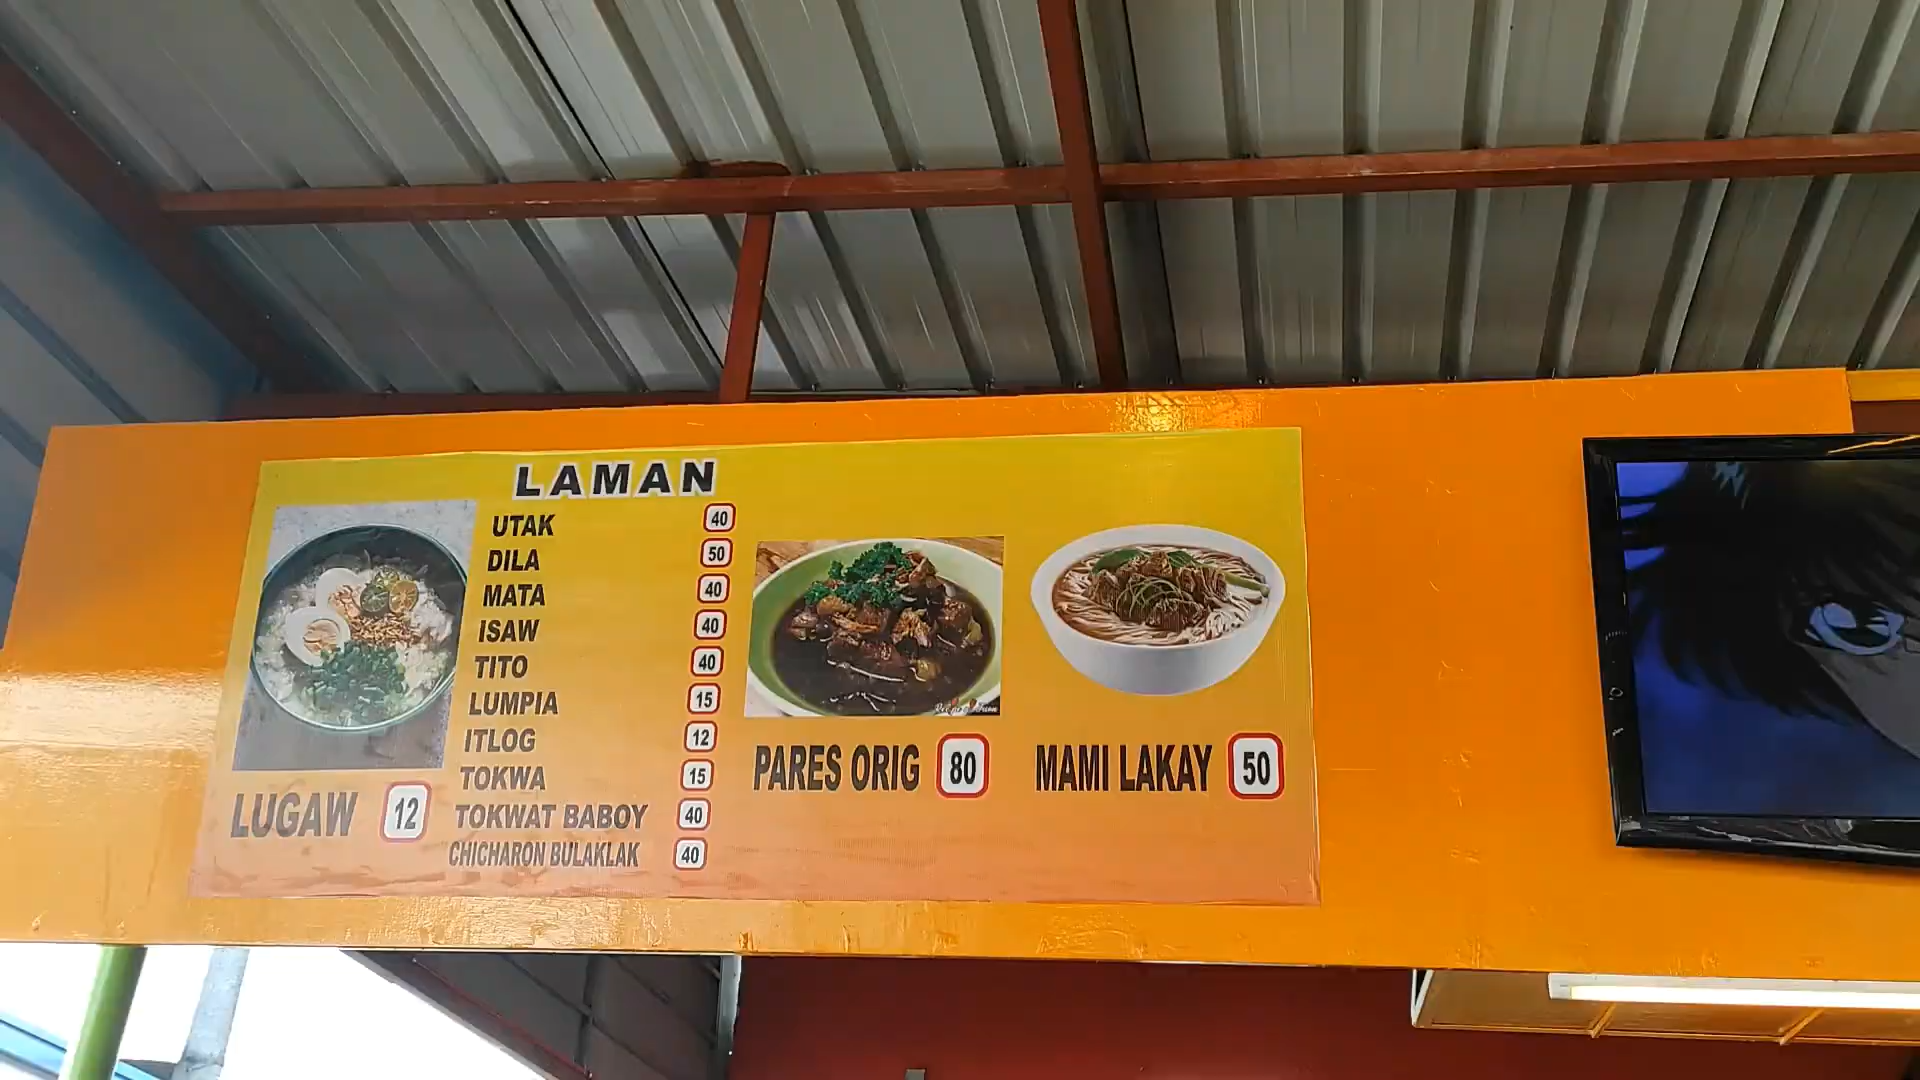 LAMAN
UTAK 40
DILA 50
MATA 40
ISAW 40
TITO 40
LUMPIA 15
ITLOG 12
TOKWA 15
TOKWAT BABOY 40
CHICHARON BULAKLAK 40
LUGAW 12
PARES ORIG 80
MAMI LAKAY 50